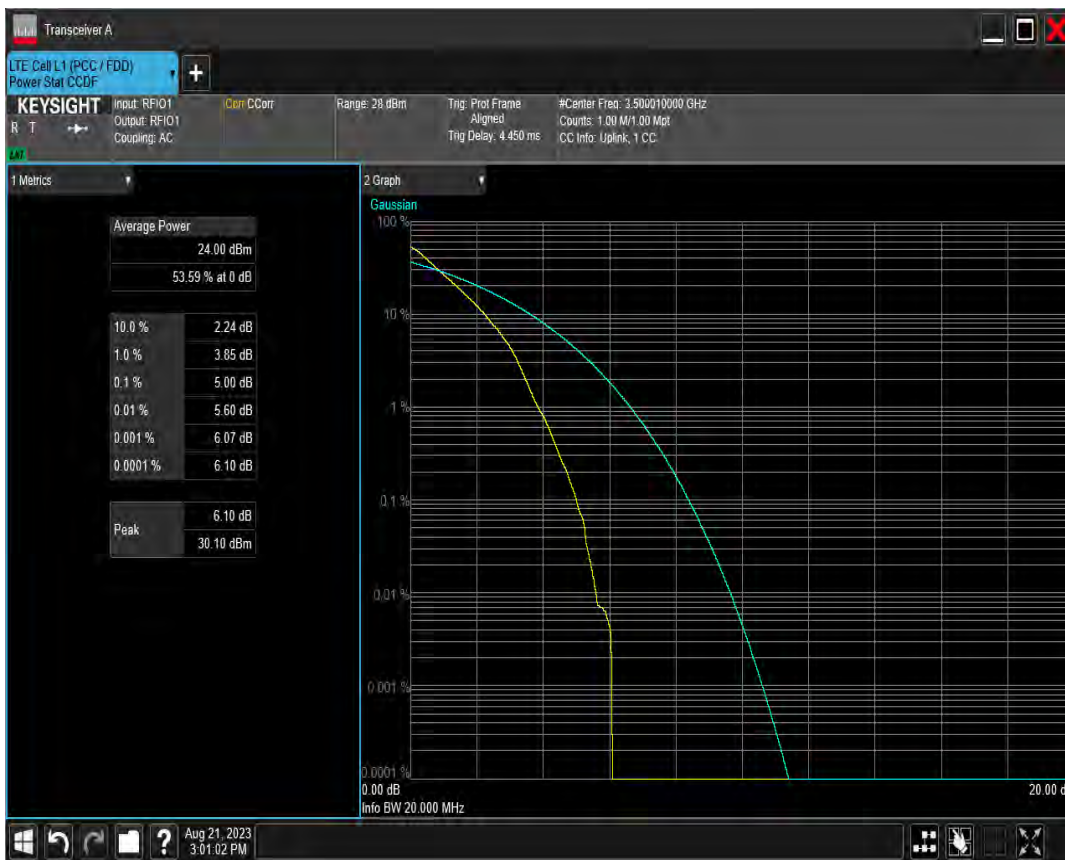 Transceiver A
LTE Cell L1 (PCC / FDD)
Power Stat CCDF
KEYSIGHT
R T
LNI
Input: RFIO1
Output: RFIO1
Coupling: AC
Corr CCorr
Range: 28 dBm
Trig: Prot Frame
Aligned
Trig Delay: 4.450 ms
#Center Freq: 3.500010000 GHz
Counts: 1.00 M/1.00 Mpt
CC Info: Uplink, 1 CC
1 Metrics
Average Power
24.00 dBm
53.59 % at 0 dB
10.0 % 2.24 dB
1.0 % 3.85 dB
0.1 % 5.00 dB
0.01 % 5.60 dB
0.001 % 6.07 dB
0.0001 % 6.10 dB
Peak
6.10 dB
30.10 dBm
2 Graph
Gaussian
100 %
10 %
1 %
0.1 %
0.01 %
0.001 %
0.0001 %
0.00 dB
20.00 d
Info BW 20.000 MHz
Aug 21, 2023
3:01:02 PM